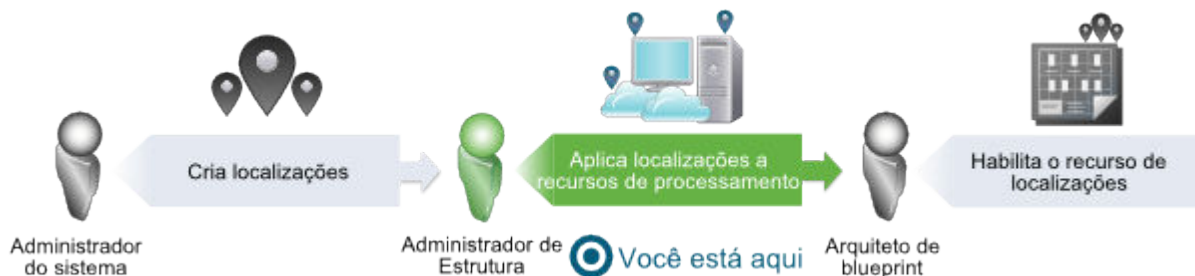 Cria localizações
Aplica localizações a
recursos de processamento
Habilita o recurso de
localizações
Administrador
do sistema
Administrador de
Estrutura
Você está aqui
Arquiteto de
blueprint